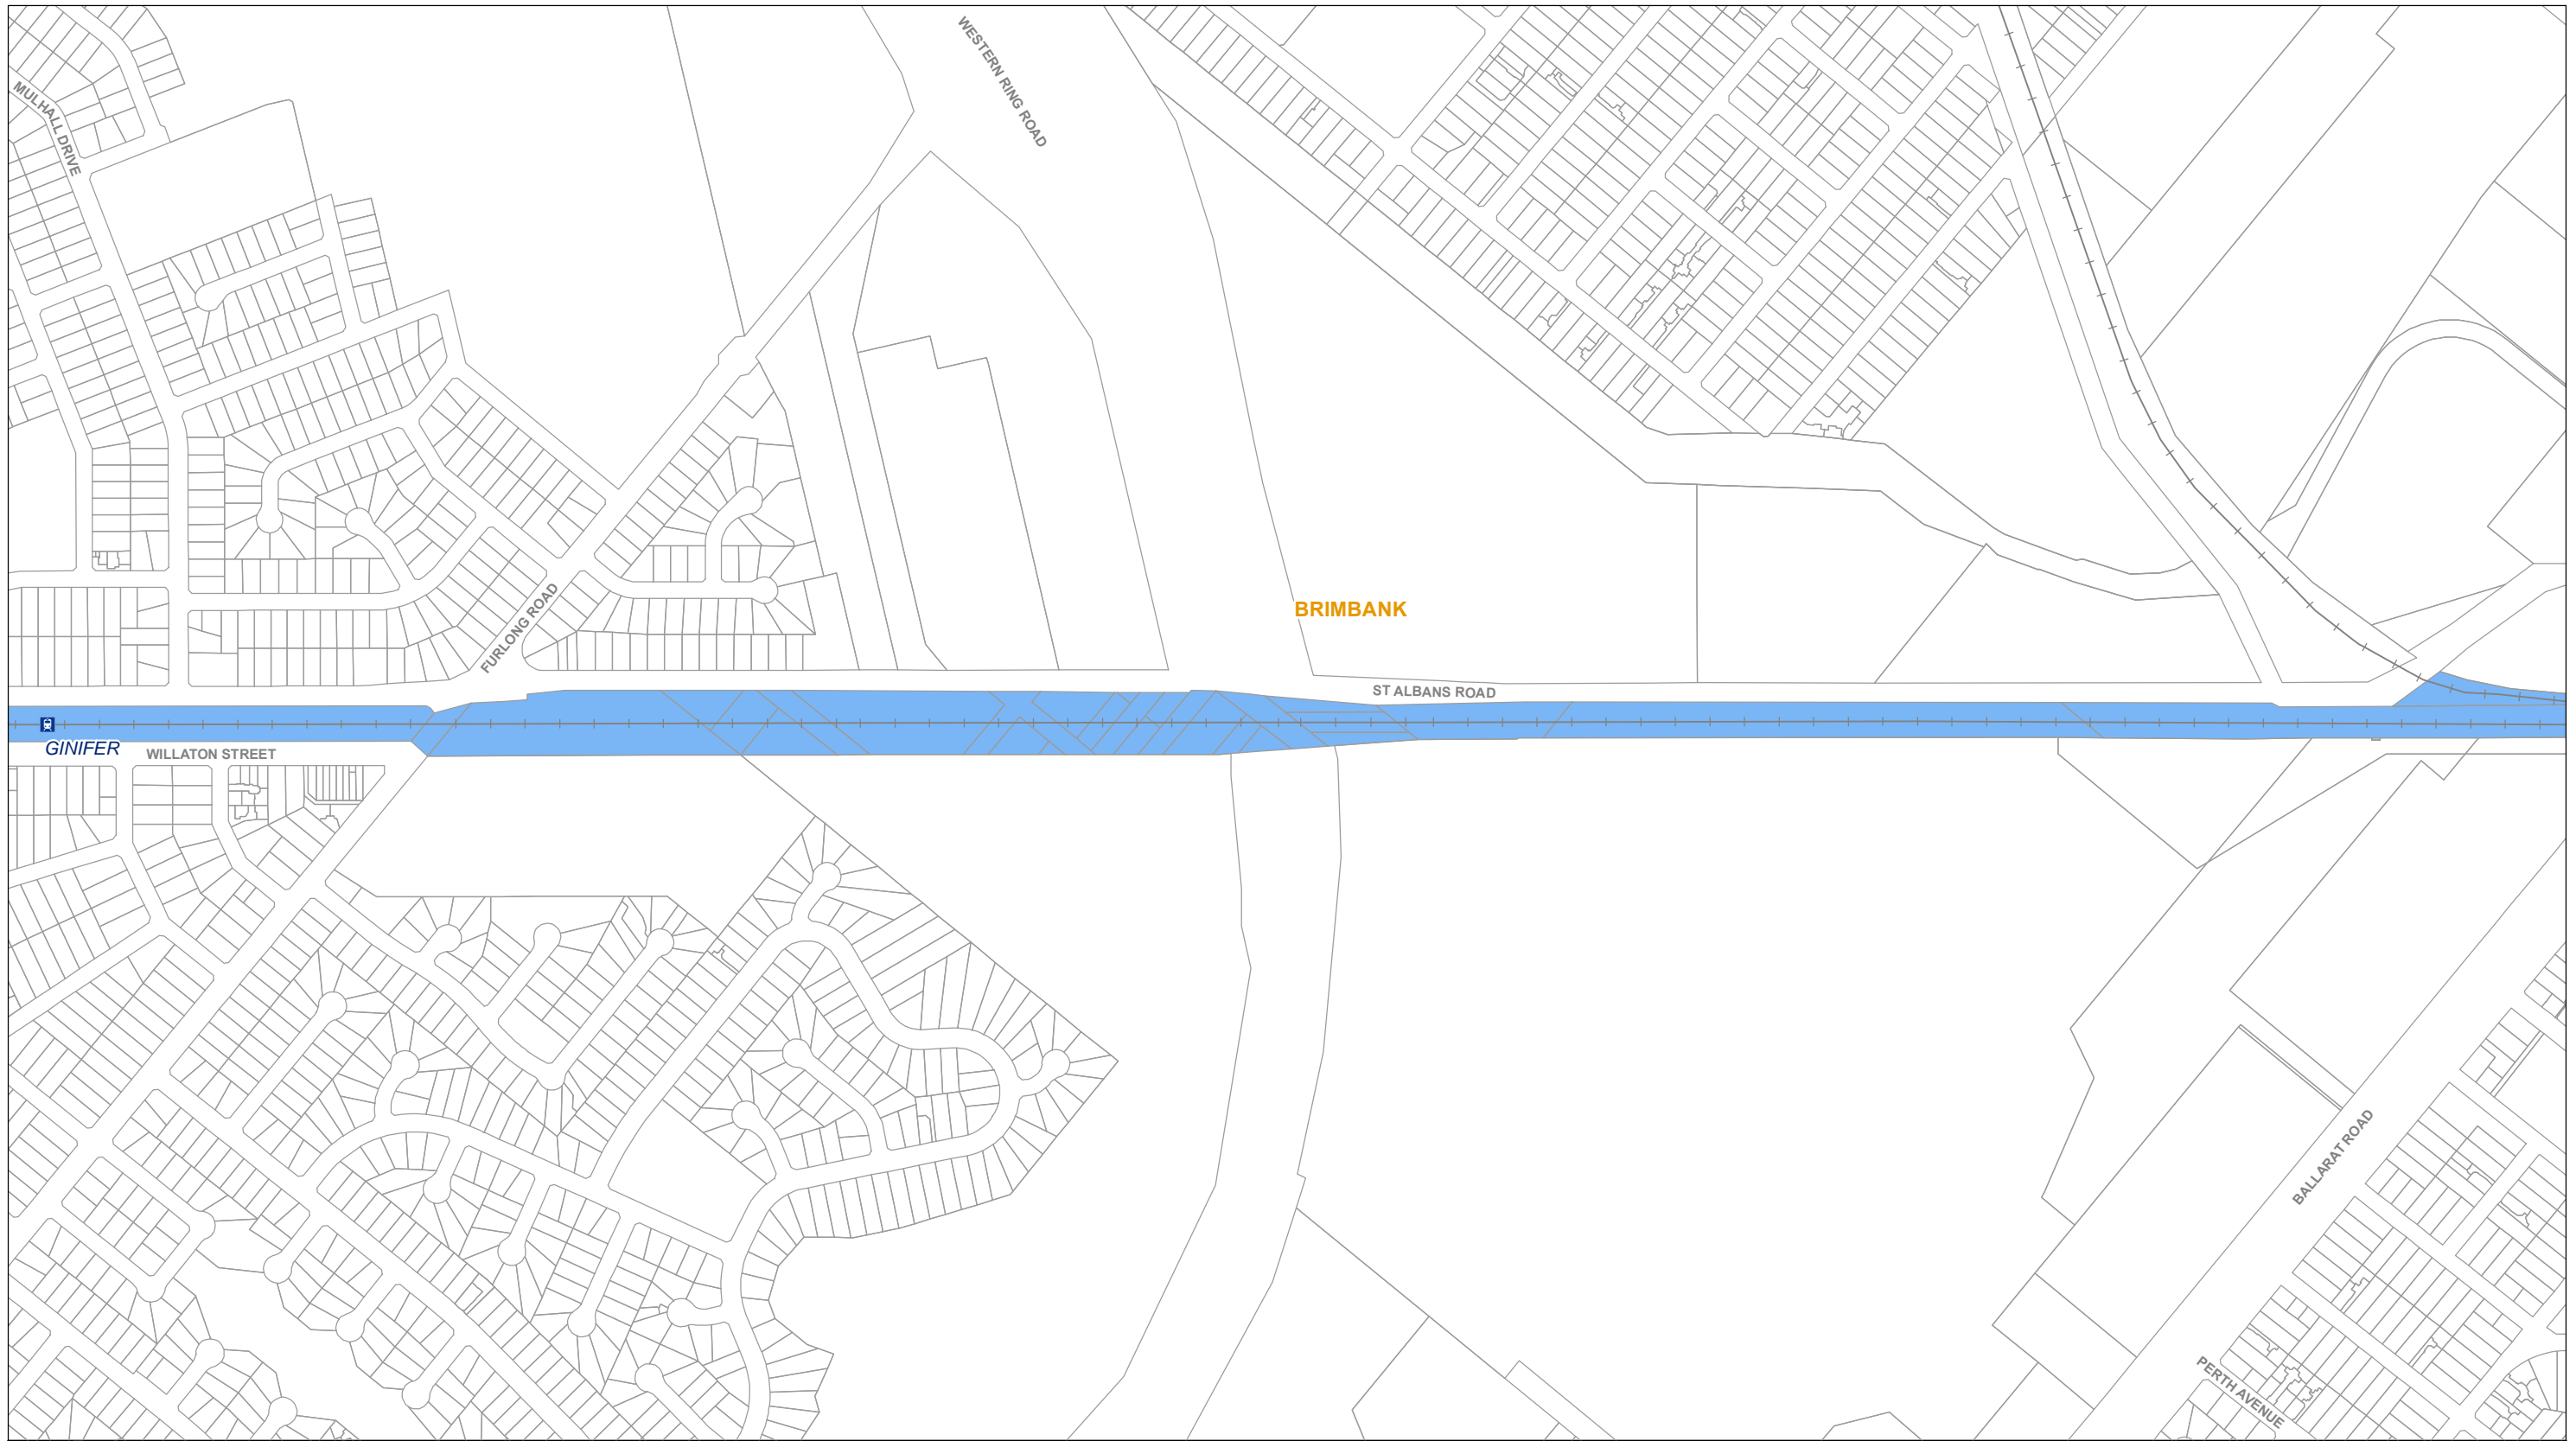 WESTERN RING ROAD
MULHALL DRIVE
FURLONG ROAD
BRIMBANK
ST ALBANS ROAD
GINIFER
WILLATON STREET
BALLARAT ROAD
PERTH AVENUE